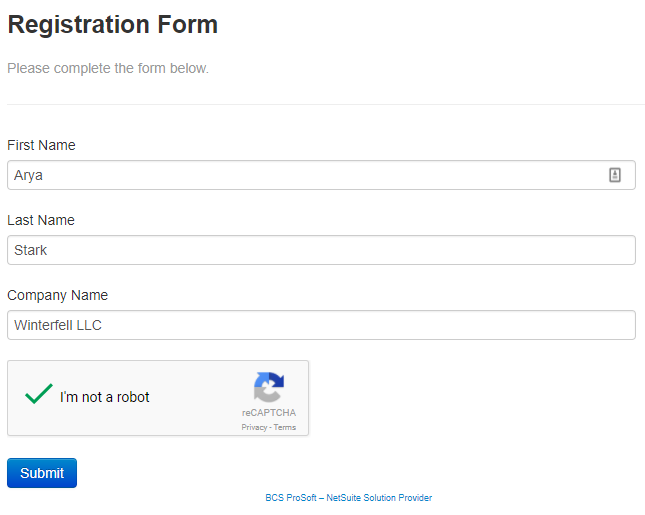 Registration Form
Please complete the form below.
First Name
Arya
Last Name
Stark
Company Name
Winterfell LLC
I'm not a robot
reCAPTCHA
Privacy - Terms
Submit
BCS ProSoft – NetSuite Solution Provider